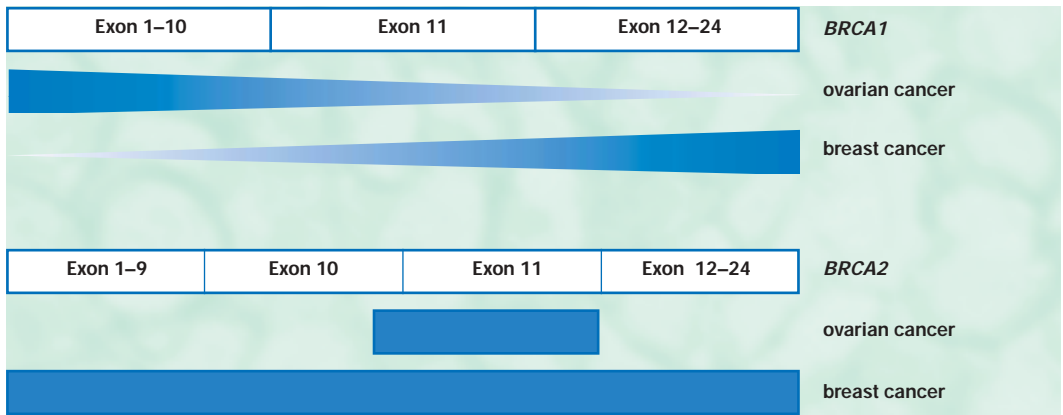 Exon 1–10 Exon 11 Exon 12–24 BRCA1
ovarian cancer
breast cancer
Exon 1–9 Exon 10 Exon 11 Exon 12–24 BRCA2
ovarian cancer
breast cancer